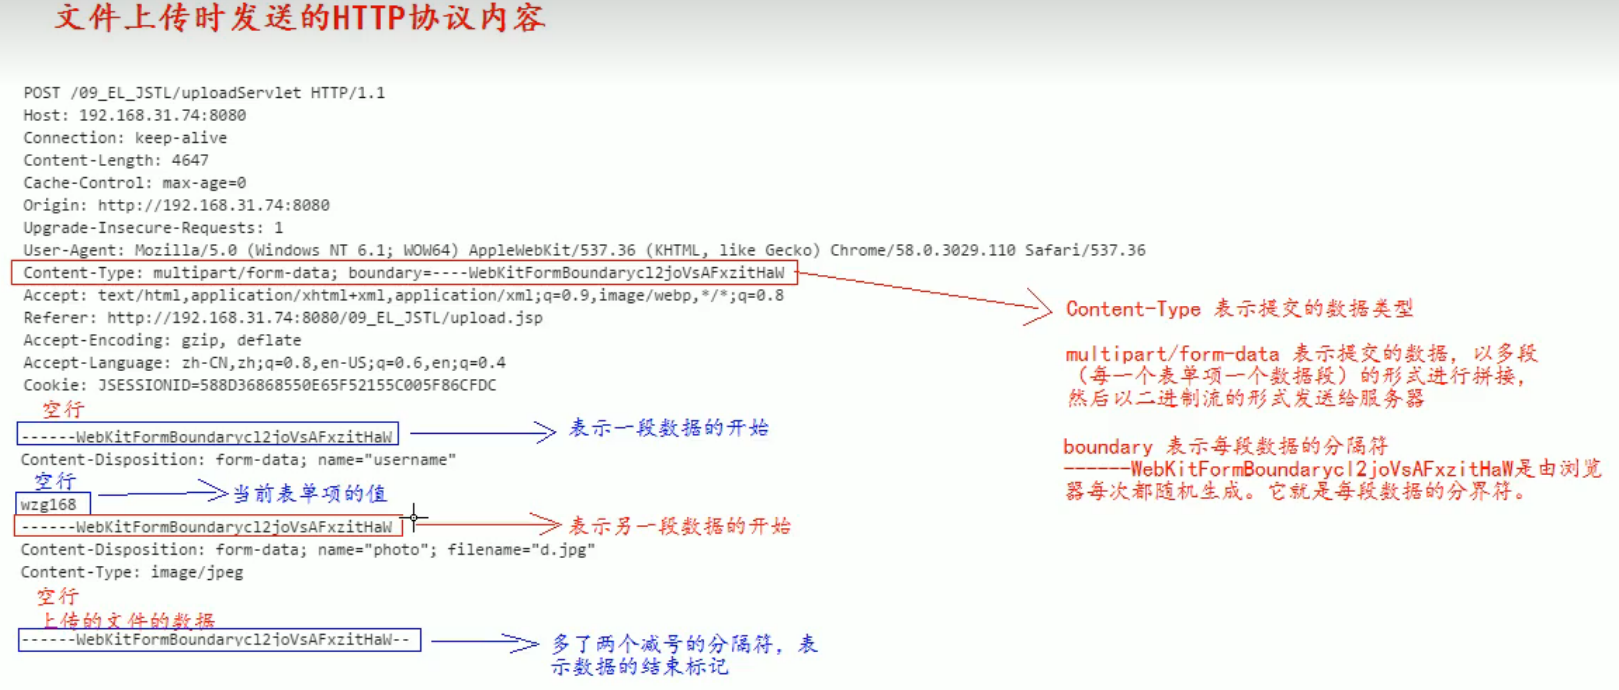 文件上传时发送的HTTP协议内容
POST /09_EL_JSTL/uploadServlet HTTP/1.1
Host: 192.168.31.74:8080
Connection: keep-alive
Content-Length: 4647
Cache-Control: max-age=0
Origin: http://192.168.31.74:8080
Upgrade-Insecure-Requests: 1
User-Agent: Mozilla/5.0 (Windows NT 6.1; WOW64) AppleWebKit/537.36 (KHTML, like Gecko) Chrome/58.0.3029.110 Safari/537.36
Content-Type: multipart/form-data; boundary=----WebKitFormBoundarycl2joVsAFxzitHaW
Accept: text/html,application/xhtml+xml,application/xml;q=0.9,image/webp,*/*;q=0.8
Referer: http://192.168.31.74:8080/09_EL_JSTL/upload.jsp
Accept-Encoding: gzip, deflate
Accept-Language: zh-CN,zh;q=0.8,en-US;q=0.6,en;q=0.4
Cookie: JSESSIONID=588D36868550E65F52155C005F86CFDC
空行
------WebKitFormBoundarycl2joVsAFxzitHaW
表示一段数据的开始
Content-Disposition: form-data; name="username"
空行
当前表单项的值
wzg168
------WebKitFormBoundarycl2joVsAFxzitHaW
表示另一段数据的开始
Content-Disposition: form-data; name="photo"; filename="d.jpg"
Content-Type: image/jpeg
空行
上传的文件的数据
------WebKitFormBoundarycl2joVsAFxzitHaW--
多了两个减号的分隔符，表
示数据的结束标记
Content-Type 表示提交的数据类型
multipart/form-data 表示提交的数据，以多段
（每一个表单项一个数据段）的形式进行拼接，
然后以二进制流的形式发送给服务器
boundary 表示每段数据的分隔符
------WebKitFormBoundarycl2joVsAFxzitHaW是由浏览
器每次都随机生成。它就是每段数据的分界符。